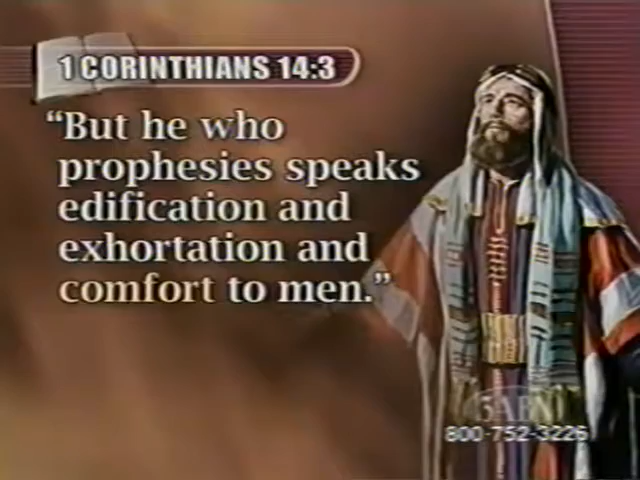 1 CORINTHIANS 14:3
“But he who
prophesies speaks
edification and
exhortation and
comfort to men.”
3ABN
800-752-3226